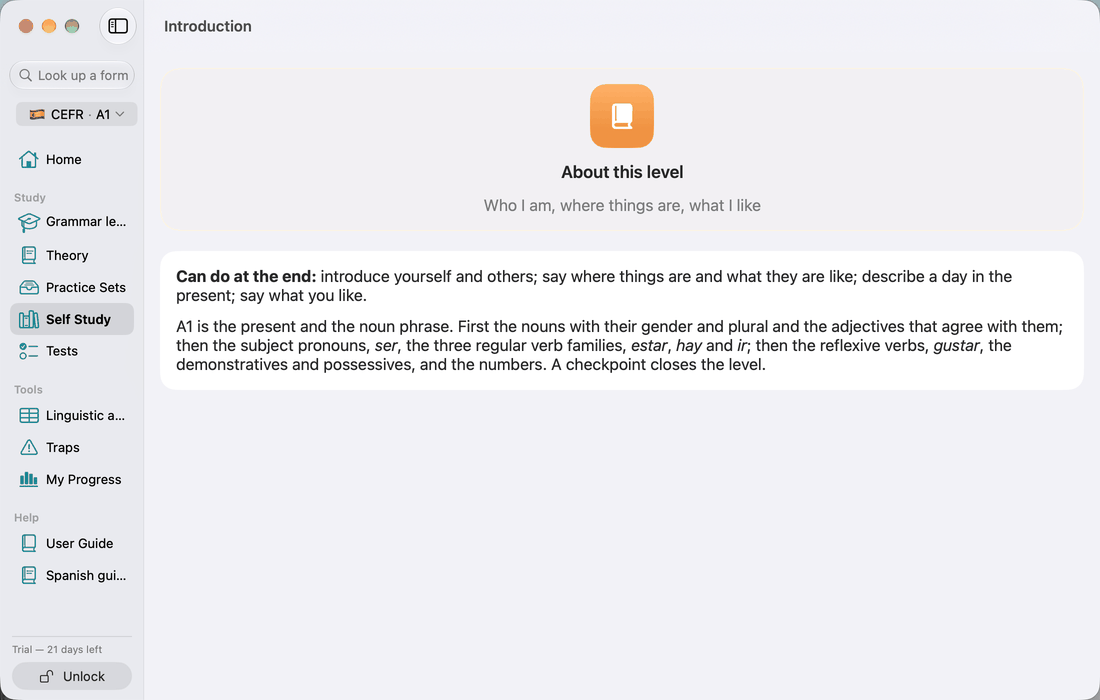 Introduction
Look up a form
CEFR · A1
Home
Study
Grammar le...
Theory
Practice Sets
Self Study
Tests
Tools
Linguistic a...
Traps
My Progress
Help
User Guide
Spanish gui...
Trial — 21 days left
Unlock
About this level
Who I am, where things are, what I like
Can do at the end: introduce yourself and others; say where things are and what they are like; describe a day in the
present; say what you like.
A1 is the present and the noun phrase. First the nouns with their gender and plural and the adjectives that agree with them;
then the subject pronouns, ser, the three regular verb families, estar, hay and ir; then the reflexive verbs, gustar, the
demonstratives and possessives, and the numbers. A checkpoint closes the level.